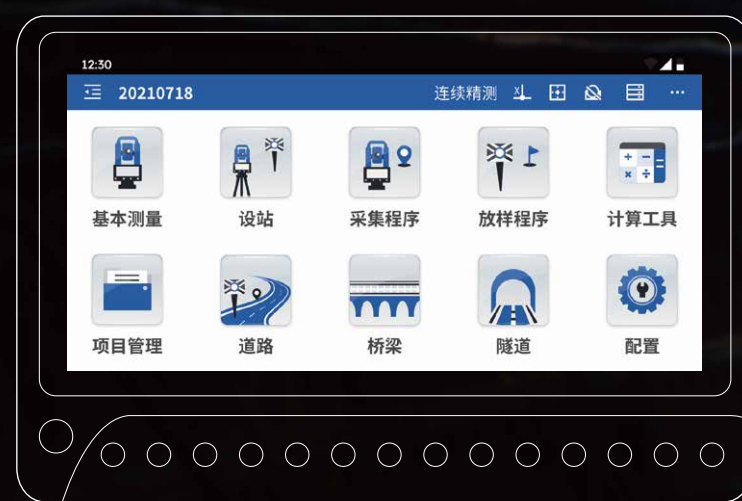 12:30
20210718 连续精测
基本测量 设站 采集程序 放样程序 计算工具
项目管理 道路 桥梁 隧道 配置